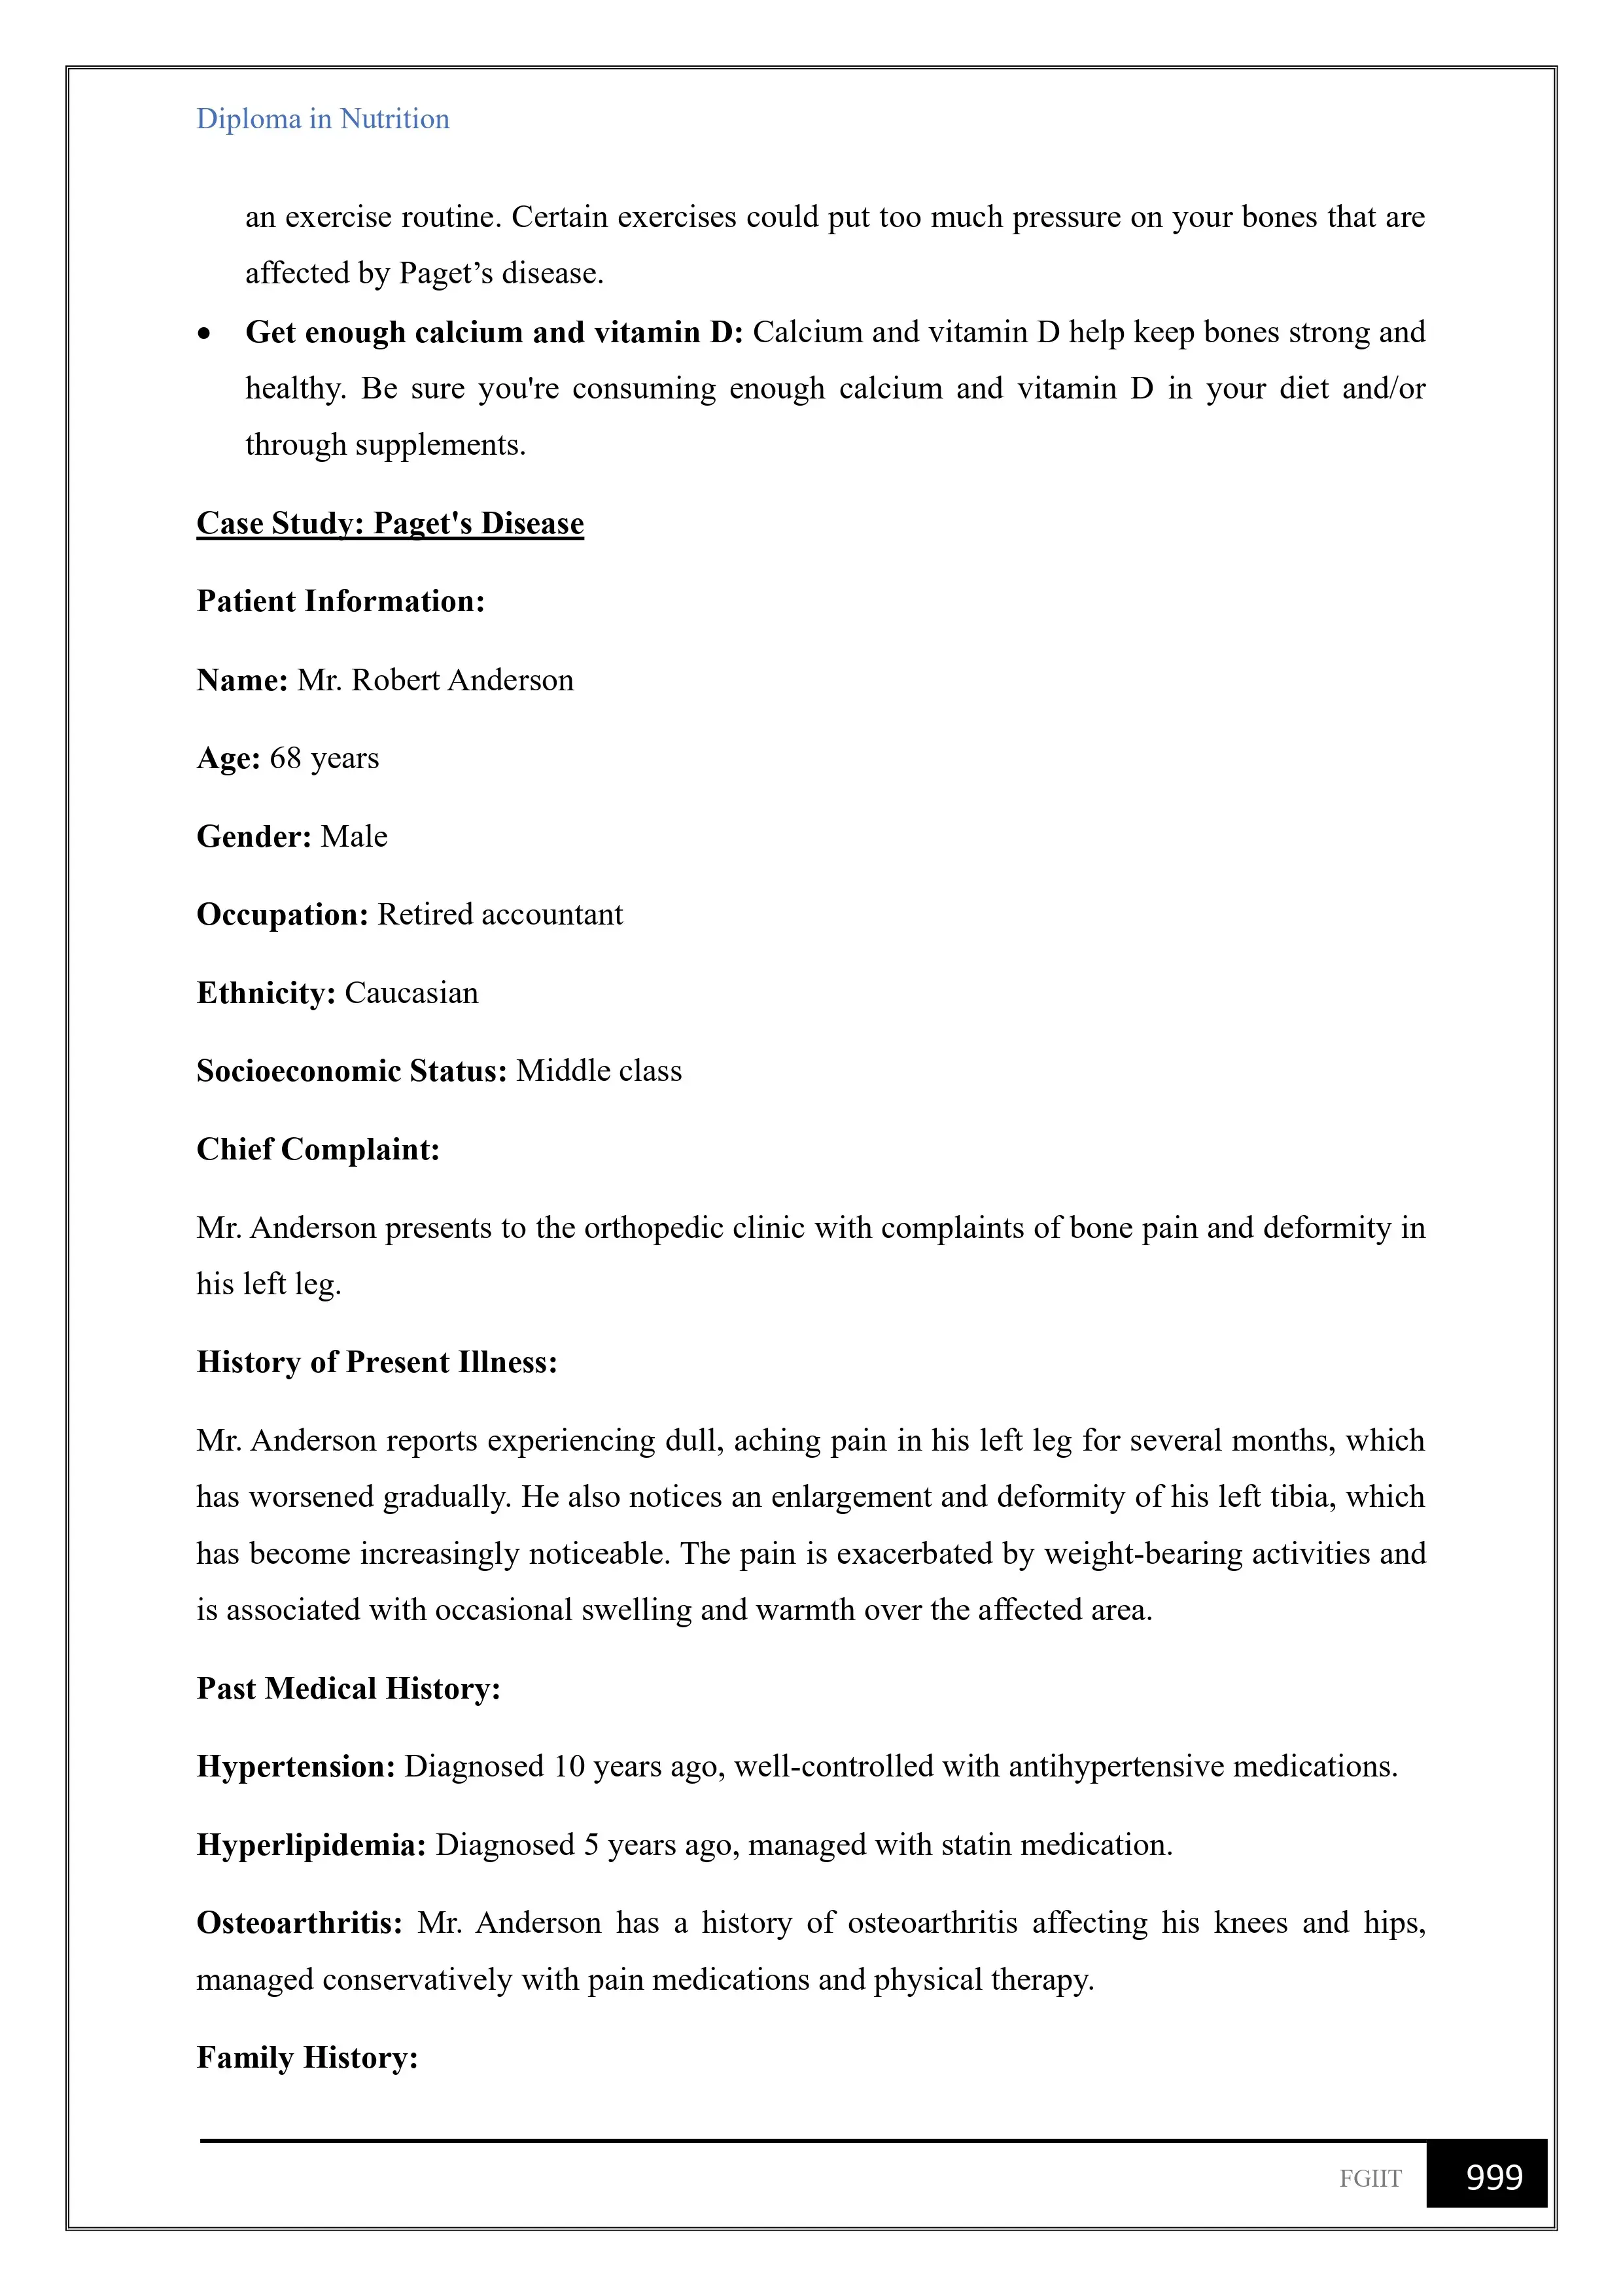 Diploma in Nutrition
an exercise routine. Certain exercises could put too much pressure on your bones that are
affected by Paget’s disease.
• Get enough calcium and vitamin D: Calcium and vitamin D help keep bones strong and
healthy. Be sure you're consuming enough calcium and vitamin D in your diet and/or
through supplements.
Case Study: Paget's Disease
Patient Information:
Name: Mr. Robert Anderson
Age: 68 years
Gender: Male
Occupation: Retired accountant
Ethnicity: Caucasian
Socioeconomic Status: Middle class
Chief Complaint:
Mr. Anderson presents to the orthopedic clinic with complaints of bone pain and deformity in
his left leg.
History of Present Illness:
Mr. Anderson reports experiencing dull, aching pain in his left leg for several months, which
has worsened gradually. He also notices an enlargement and deformity of his left tibia, which
has become increasingly noticeable. The pain is exacerbated by weight-bearing activities and
is associated with occasional swelling and warmth over the affected area.
Past Medical History:
Hypertension: Diagnosed 10 years ago, well-controlled with antihypertensive medications.
Hyperlipidemia: Diagnosed 5 years ago, managed with statin medication.
Osteoarthritis: Mr. Anderson has a history of osteoarthritis affecting his knees and hips,
managed conservatively with pain medications and physical therapy.
Family History:
FGIIT 999